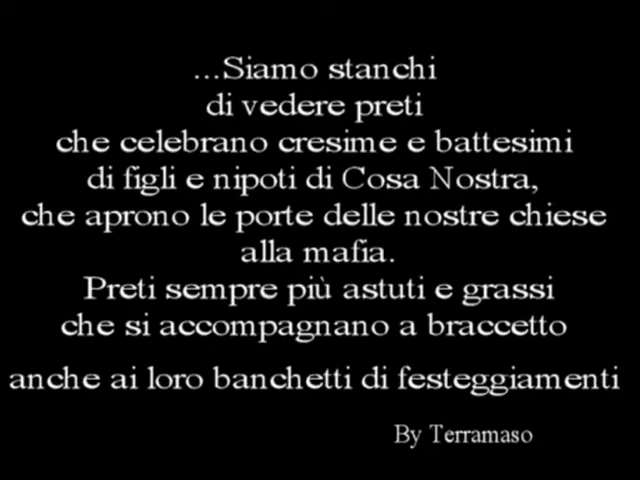 ...Siamo stanchi
di vedere preti
che celebrano cresime e battesimi
di figli e nipoti di Cosa Nostra,
che aprono le porte delle nostre chiese
alla mafia.
Preti sempre più astuti e grassi
che si accompagnano a braccetto
anche ai loro banchetti di festeggiamenti
By Terramaso